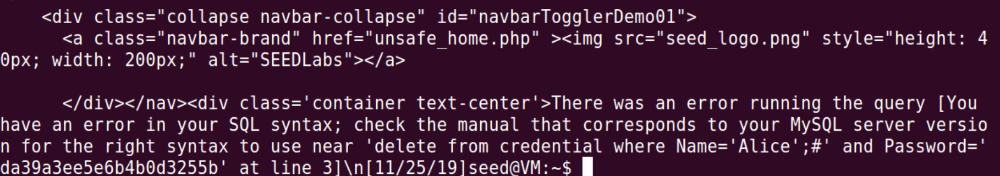 <div class="collapse navbar-collapse" id="navbarTogglerDemo01">
<a class="navbar-brand" href="unsafe_home.php" ><img src="seed_logo.png" style="height: 4
0px; width: 200px;" alt="SEEDLabs"></a>
</div></nav><div class='container text-center'>There was an error running the query [You
have an error in your SQL syntax; check the manual that corresponds to your MySQL server versio
n for the right syntax to use near 'delete from credential where Name='Alice';#' and Password='
da39a3ee5e6b4b0d3255b' at line 3]\n[11/25/19]seed@VM:~$